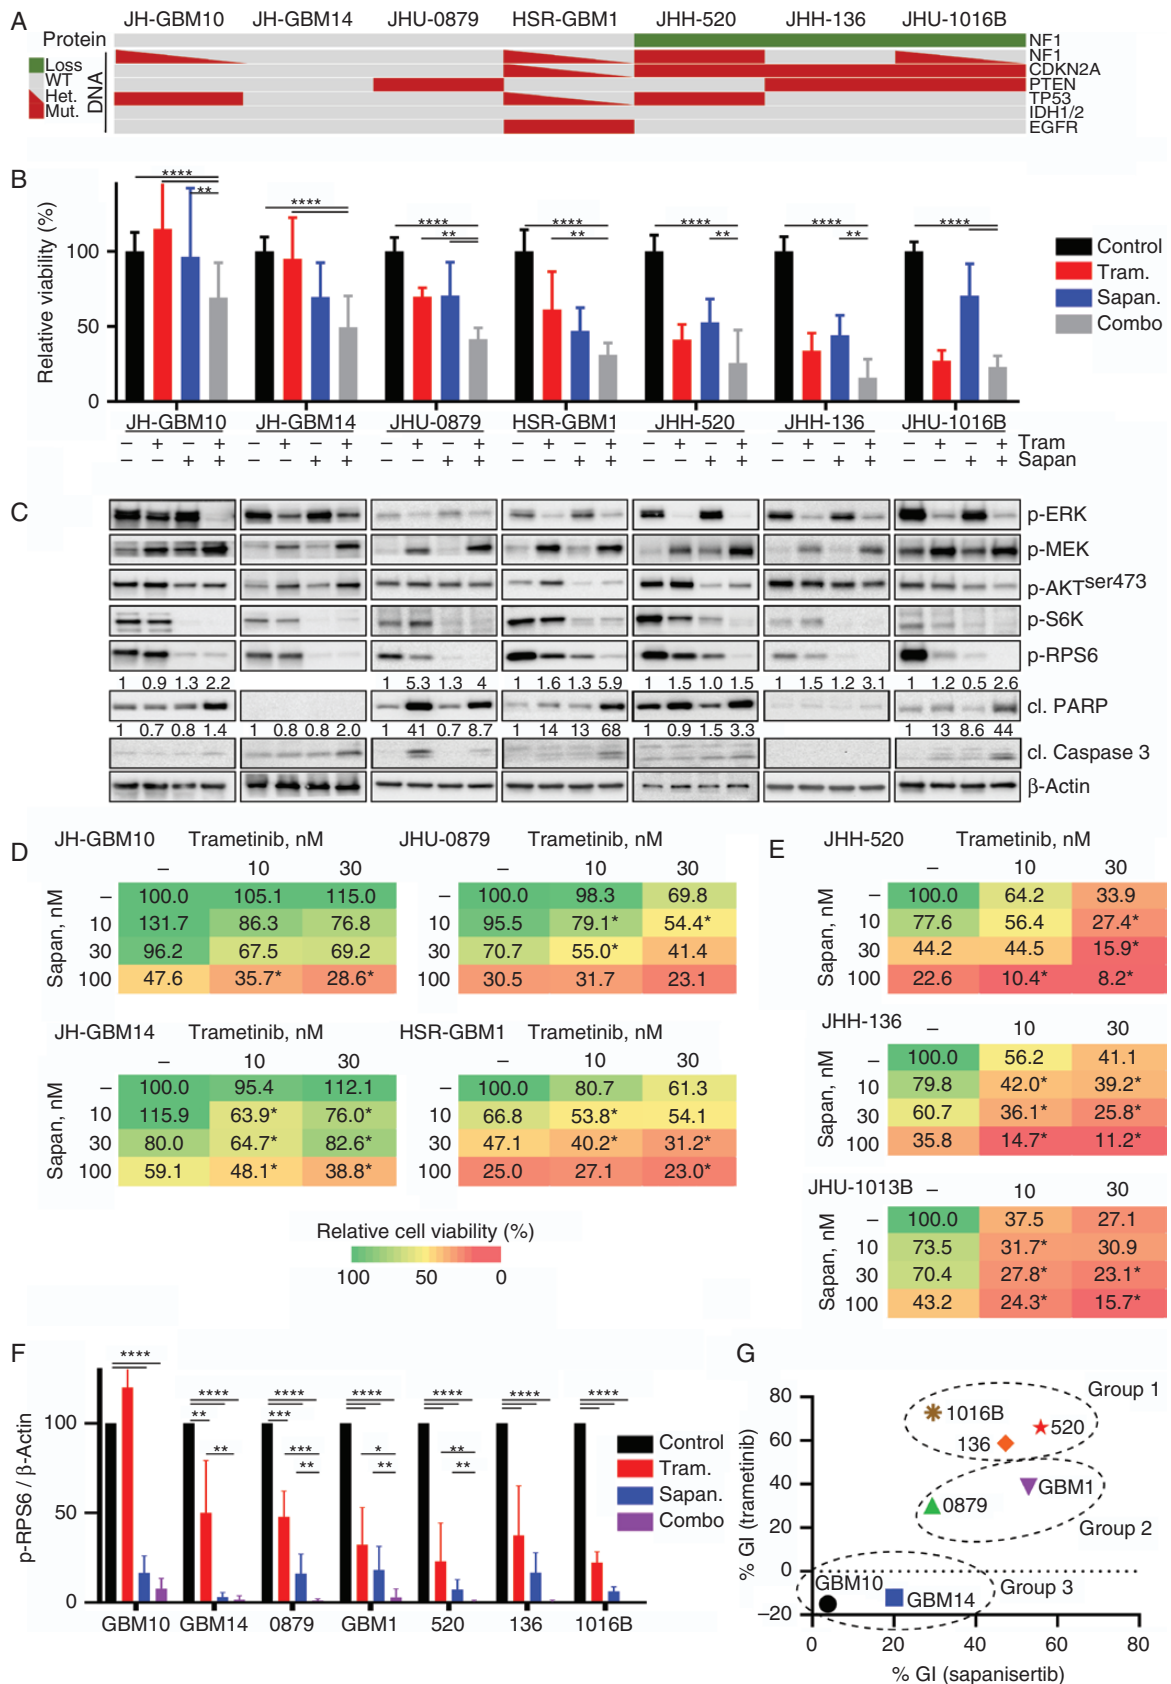 A
JH-GBM10 JH-GBM14 JHU-0879 HSR-GBM1 JHH-520 JHH-136 JHU-1016B
Protein NF1
Loss
WT
Het.
Mut.
DNA
NF1
CDKN2A
PTEN
TP53
IDH1/2
EGFR
B
Relative viability (%)
100
50
0
**** **
****
**** **
**** **
**** **
**** **
****
Control
Tram.
Sapan.
Combo
JH-GBM10 JH-GBM14 JHU-0879 HSR-GBM1 JHH-520 JHH-136 JHU-1016B
– + – + – + – + – + – + – + – + – + – + – + – + – + – + Tram
– – + + – – + + – – + + – – + + – – + + – – + + – – + + Sapan
C
p-ERK
p-MEK
p-AKTser473
p-S6K
p-RPS6
1 0.9 1.3 2.2 1 5.3 1.3 4 1 1.6 1.3 5.9 1 1.5 1.0 1.5 1 1.5 1.2 3.1 1 1.2 0.5 2.6
cl. PARP
1 0.7 0.8 1.4 1 0.8 0.8 2.0 1 41 0.7 8.7 1 14 13 68 1 0.9 1.5 3.3 1 13 8.6 44
cl. Caspase 3
β-Actin
D
JH-GBM10 Trametinib, nM
– 10 30
Sapan, nM
– 100.0 105.1 115.0
10 131.7 86.3 76.8
30 96.2 67.5 69.2
100 47.6 35.7* 28.6*
JHU-0879 Trametinib, nM
– 10 30
Sapan, nM
– 100.0 98.3 69.8
10 95.5 79.1* 54.4*
30 70.7 55.0* 41.4
100 30.5 31.7 23.1
JH-GBM14 Trametinib, nM
– 10 30
Sapan, nM
– 100.0 95.4 112.1
10 115.9 63.9* 76.0*
30 80.0 64.7* 82.6*
100 59.1 48.1* 38.8*
HSR-GBM1 Trametinib, nM
– 10 30
– 100.0 80.7 61.3
10 66.8 53.8* 54.1
30 47.1 40.2* 31.2*
100 25.0 27.1 23.0*
Relative cell viability (%)
100 50 0
E
JHH-520 Trametinib, nM
– 10 30
Sapan, nM
– 100.0 64.2 33.9
10 77.6 56.4 27.4*
30 44.2 44.5 15.9*
100 22.6 10.4* 8.2*
JHH-136
– 10 30
Sapan, nM
– 100.0 56.2 41.1
10 79.8 42.0* 39.2*
30 60.7 36.1* 25.8*
100 35.8 14.7* 11.2*
JHU-1013B
– 10 30
Sapan, nM
– 100.0 37.5 27.1
10 73.5 31.7* 30.9
30 70.4 27.8* 23.1*
100 43.2 24.3* 15.7*
F
p-RPS6 / β-Actin
100
50
0
****
**** ** **
**** *** *** **
**** * **
**** ** **
****
****
Control
Tram.
Sapan.
Combo
GBM10 GBM14 0879 GBM1 520 136 1016B
G
% GI (trametinib)
80
60
40
20
0
–20
Group 1
1016B
520
136
GBM1
0879
Group 2
GBM10
GBM14
Group 3
0 20 40 60 80
% GI (sapanisertib)